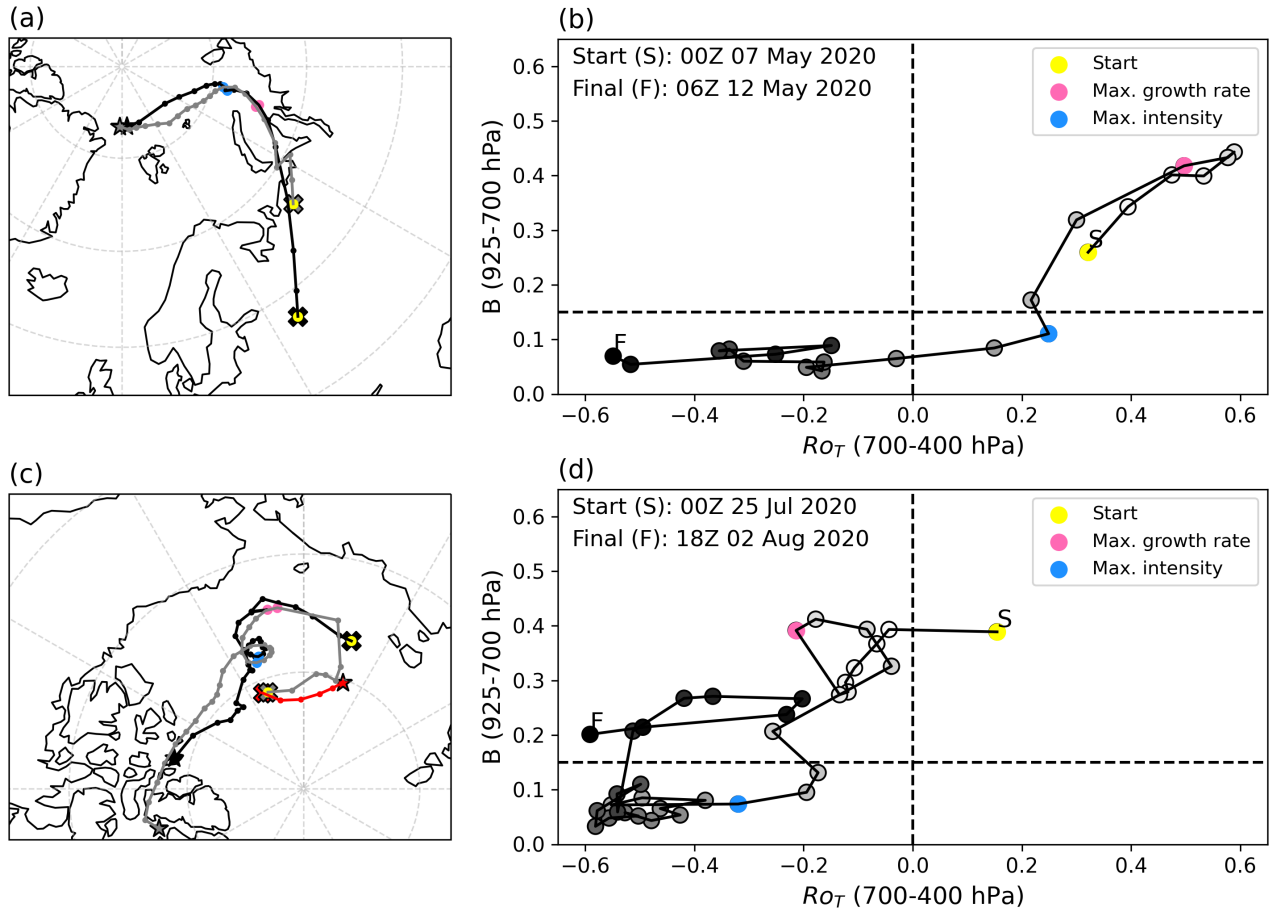 (a)
(b)
Start (S): 00Z 07 May 2020
Final (F): 06Z 12 May 2020
Start
Max. growth rate
Max. intensity
S
F
0.6
0.5
0.4
0.3
0.2
0.1
0.0
B (925-700 hPa)
−0.6 −0.4 −0.2 0.0 0.2 0.4 0.6
Ro_T (700-400 hPa)
(c)
(d)
Start (S): 00Z 25 Jul 2020
Final (F): 18Z 02 Aug 2020
Start
Max. growth rate
Max. intensity
S
F
0.6
0.5
0.4
0.3
0.2
0.1
0.0
B (925-700 hPa)
−0.6 −0.4 −0.2 0.0 0.2 0.4 0.6
Ro_T (700-400 hPa)